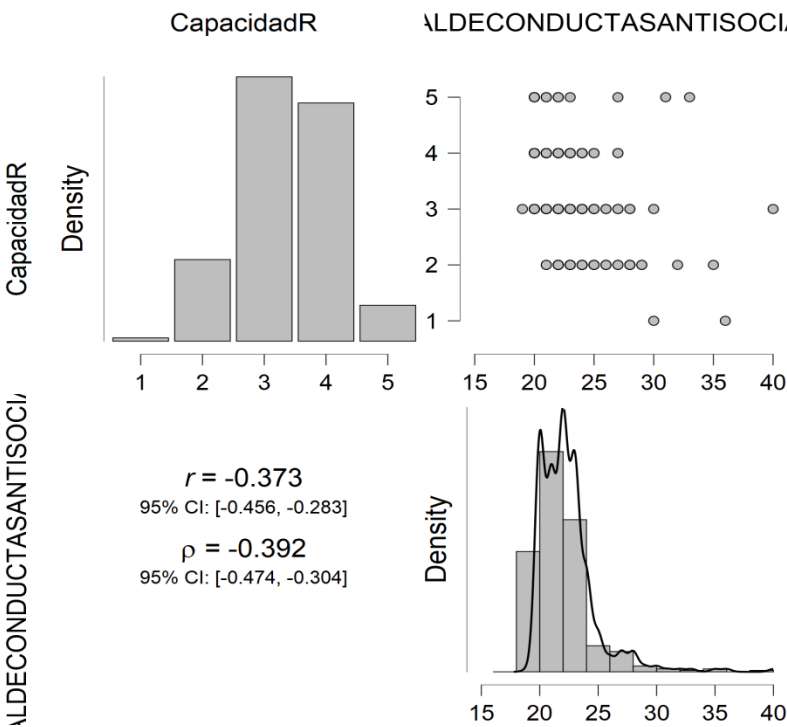 CapacidadR
ALDECONDUCTASANTISOCIA
CapacidadR
Density
1 2 3 4 5
5
4
3
2
1
15 20 25 30 35 40
ALDECONDUCTASANTISOCIA
r = -0.373
95% CI: [-0.456, -0.283]
ρ = -0.392
95% CI: [-0.474, -0.304]
Density
15 20 25 30 35 40